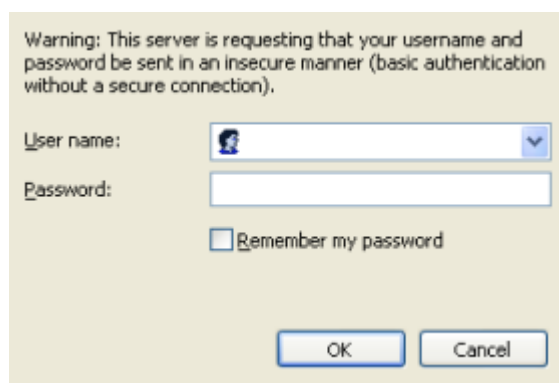 Warning: This server is requesting that your username and
password be sent in an insecure manner (basic authentication
without a secure connection).
User name:
Password:
Remember my password
OK Cancel